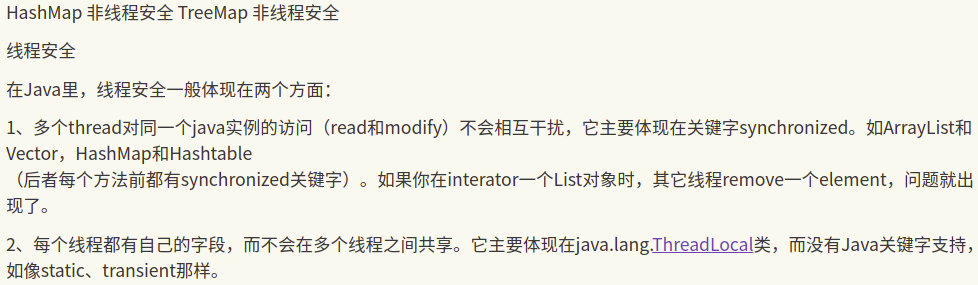 HashMap 非线程安全 TreeMap 非线程安全
线程安全
在Java里，线程安全一般体现在两个方面：
1、多个thread对同一个java实例的访问（read和modify）不会相互干扰，它主要体现在关键字synchronized。如ArrayList和
Vector，HashMap和Hashtable
（后者每个方法前都有synchronized关键字）。如果你在interator一个List对象时，其它线程remove一个element，问题就出
现了。
2、每个线程都有自己的字段，而不会在多个线程之间共享。它主要体现在java.lang.ThreadLocal类，而没有Java关键字支持，
如像static、transient那样。